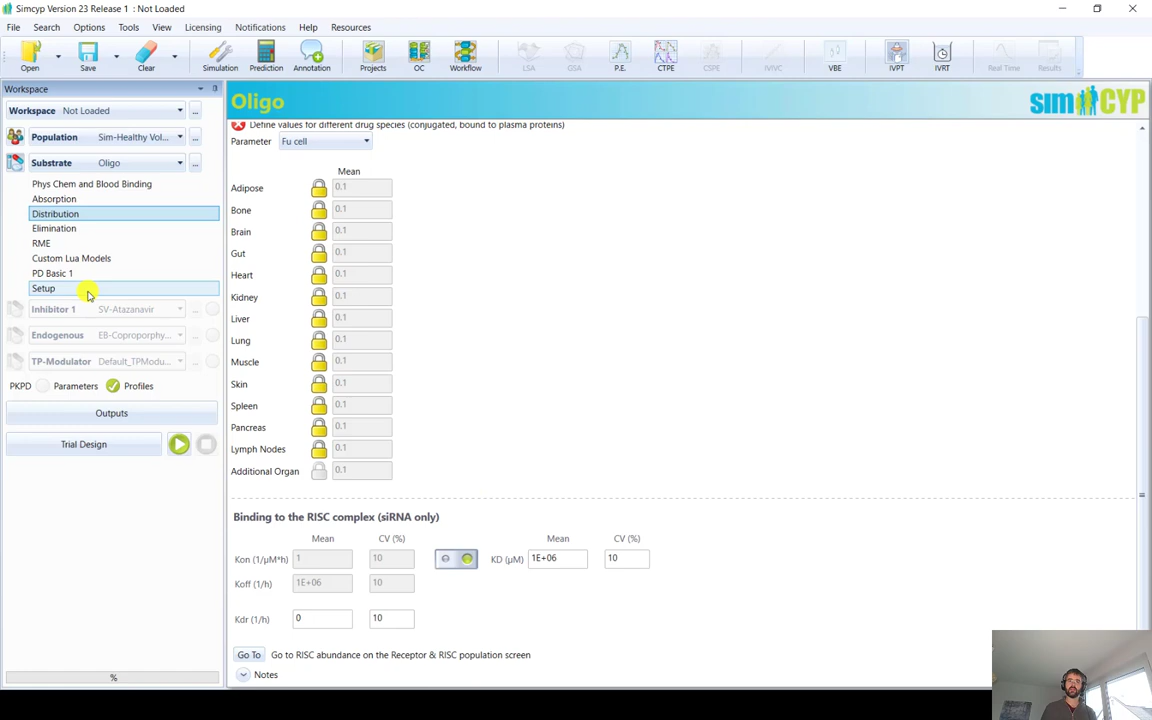 Simcyp Version 23 Release 1 : Not Loaded
File Search Options Tools View Licensing Notifications Help Resources
Open Save Clear Simulation Prediction Annotation Projects OC Workflow LSA GSA P.E. CTPE CSPE IVIVC VBE IVPT IVRT Real Time Results
Workspace
Workspace Not Loaded ...
Population Sim-Healthy Vol... ...
Substrate Oligo ...
Phys Chem and Blood Binding
Absorption
Distribution
Elimination
RME
Custom Lua Models
PD Basic 1
Setup
Inhibitor 1 SV-Atazanavir ...
Endogenous EB-Coproporphy... ...
TP-Modulator Default_TPModu... ...
PKPD Parameters Profiles
Outputs
Trial Design
%
Oligo
simCYP
Define values for different drug species (conjugated, bound to plasma proteins)
Parameter Fu cell
Mean
Adipose 0.1
Bone 0.1
Brain 0.1
Gut 0.1
Heart 0.1
Kidney 0.1
Liver 0.1
Lung 0.1
Muscle 0.1
Skin 0.1
Spleen 0.1
Pancreas 0.1
Lymph Nodes 0.1
Additional Organ 0.1
Binding to the RISC complex (siRNA only)
Mean CV (%) Mean CV (%)
Kon (1/µM*h) 1 10 KD (µM) 1E+06 10
Koff (1/h) 1E+06 10
Kdr (1/h) 0 10
Go To Go to RISC abundance on the Receptor & RISC population screen
Notes